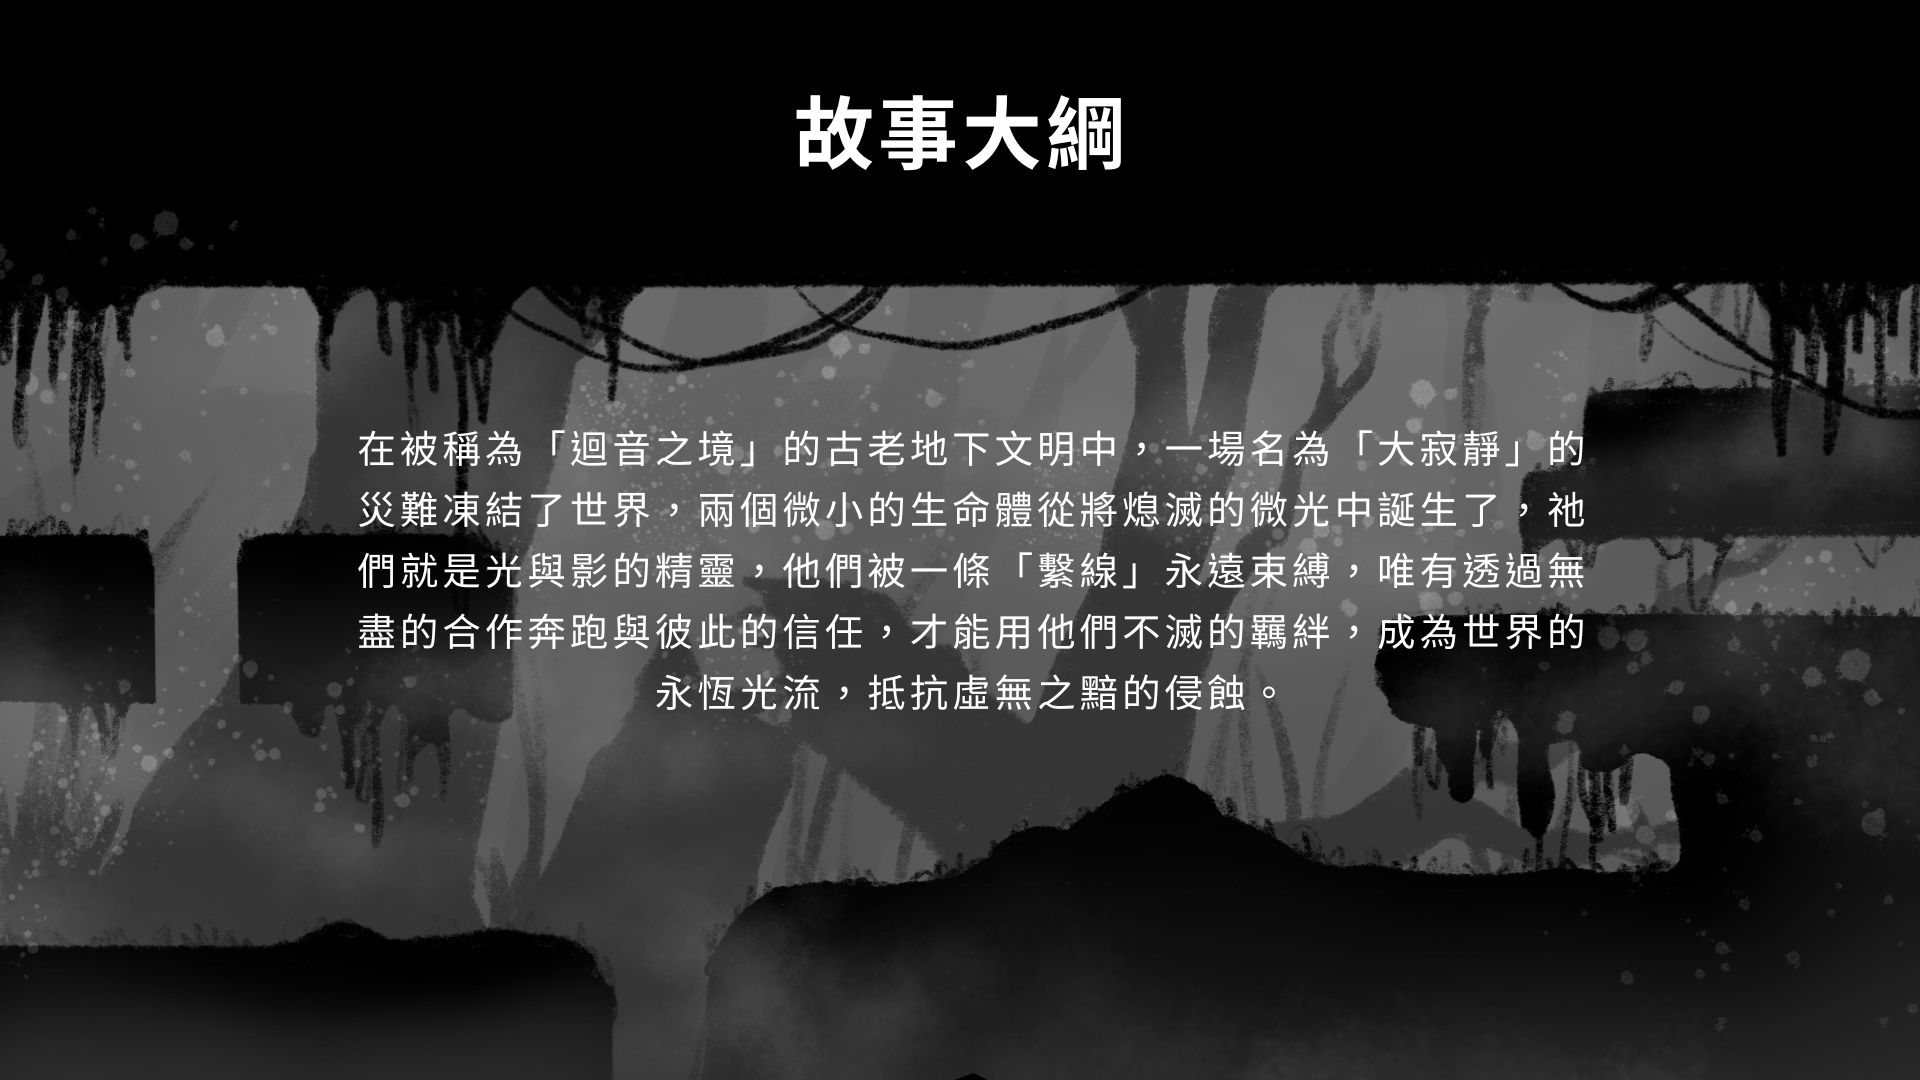 故事大綱
在被稱為「迴音之境」的古老地下文明中，一場名為「大寂靜」的
災難凍結了世界，兩個微小的生命體從將熄滅的微光中誕生了，祂
們就是光與影的精靈，他們被一條「繫線」永遠束縛，唯有透過無
盡的合作奔跑與彼此的信任，才能用他們不滅的羈絆，成為世界的
永恆光流，抵抗虛無之黯的侵蝕。